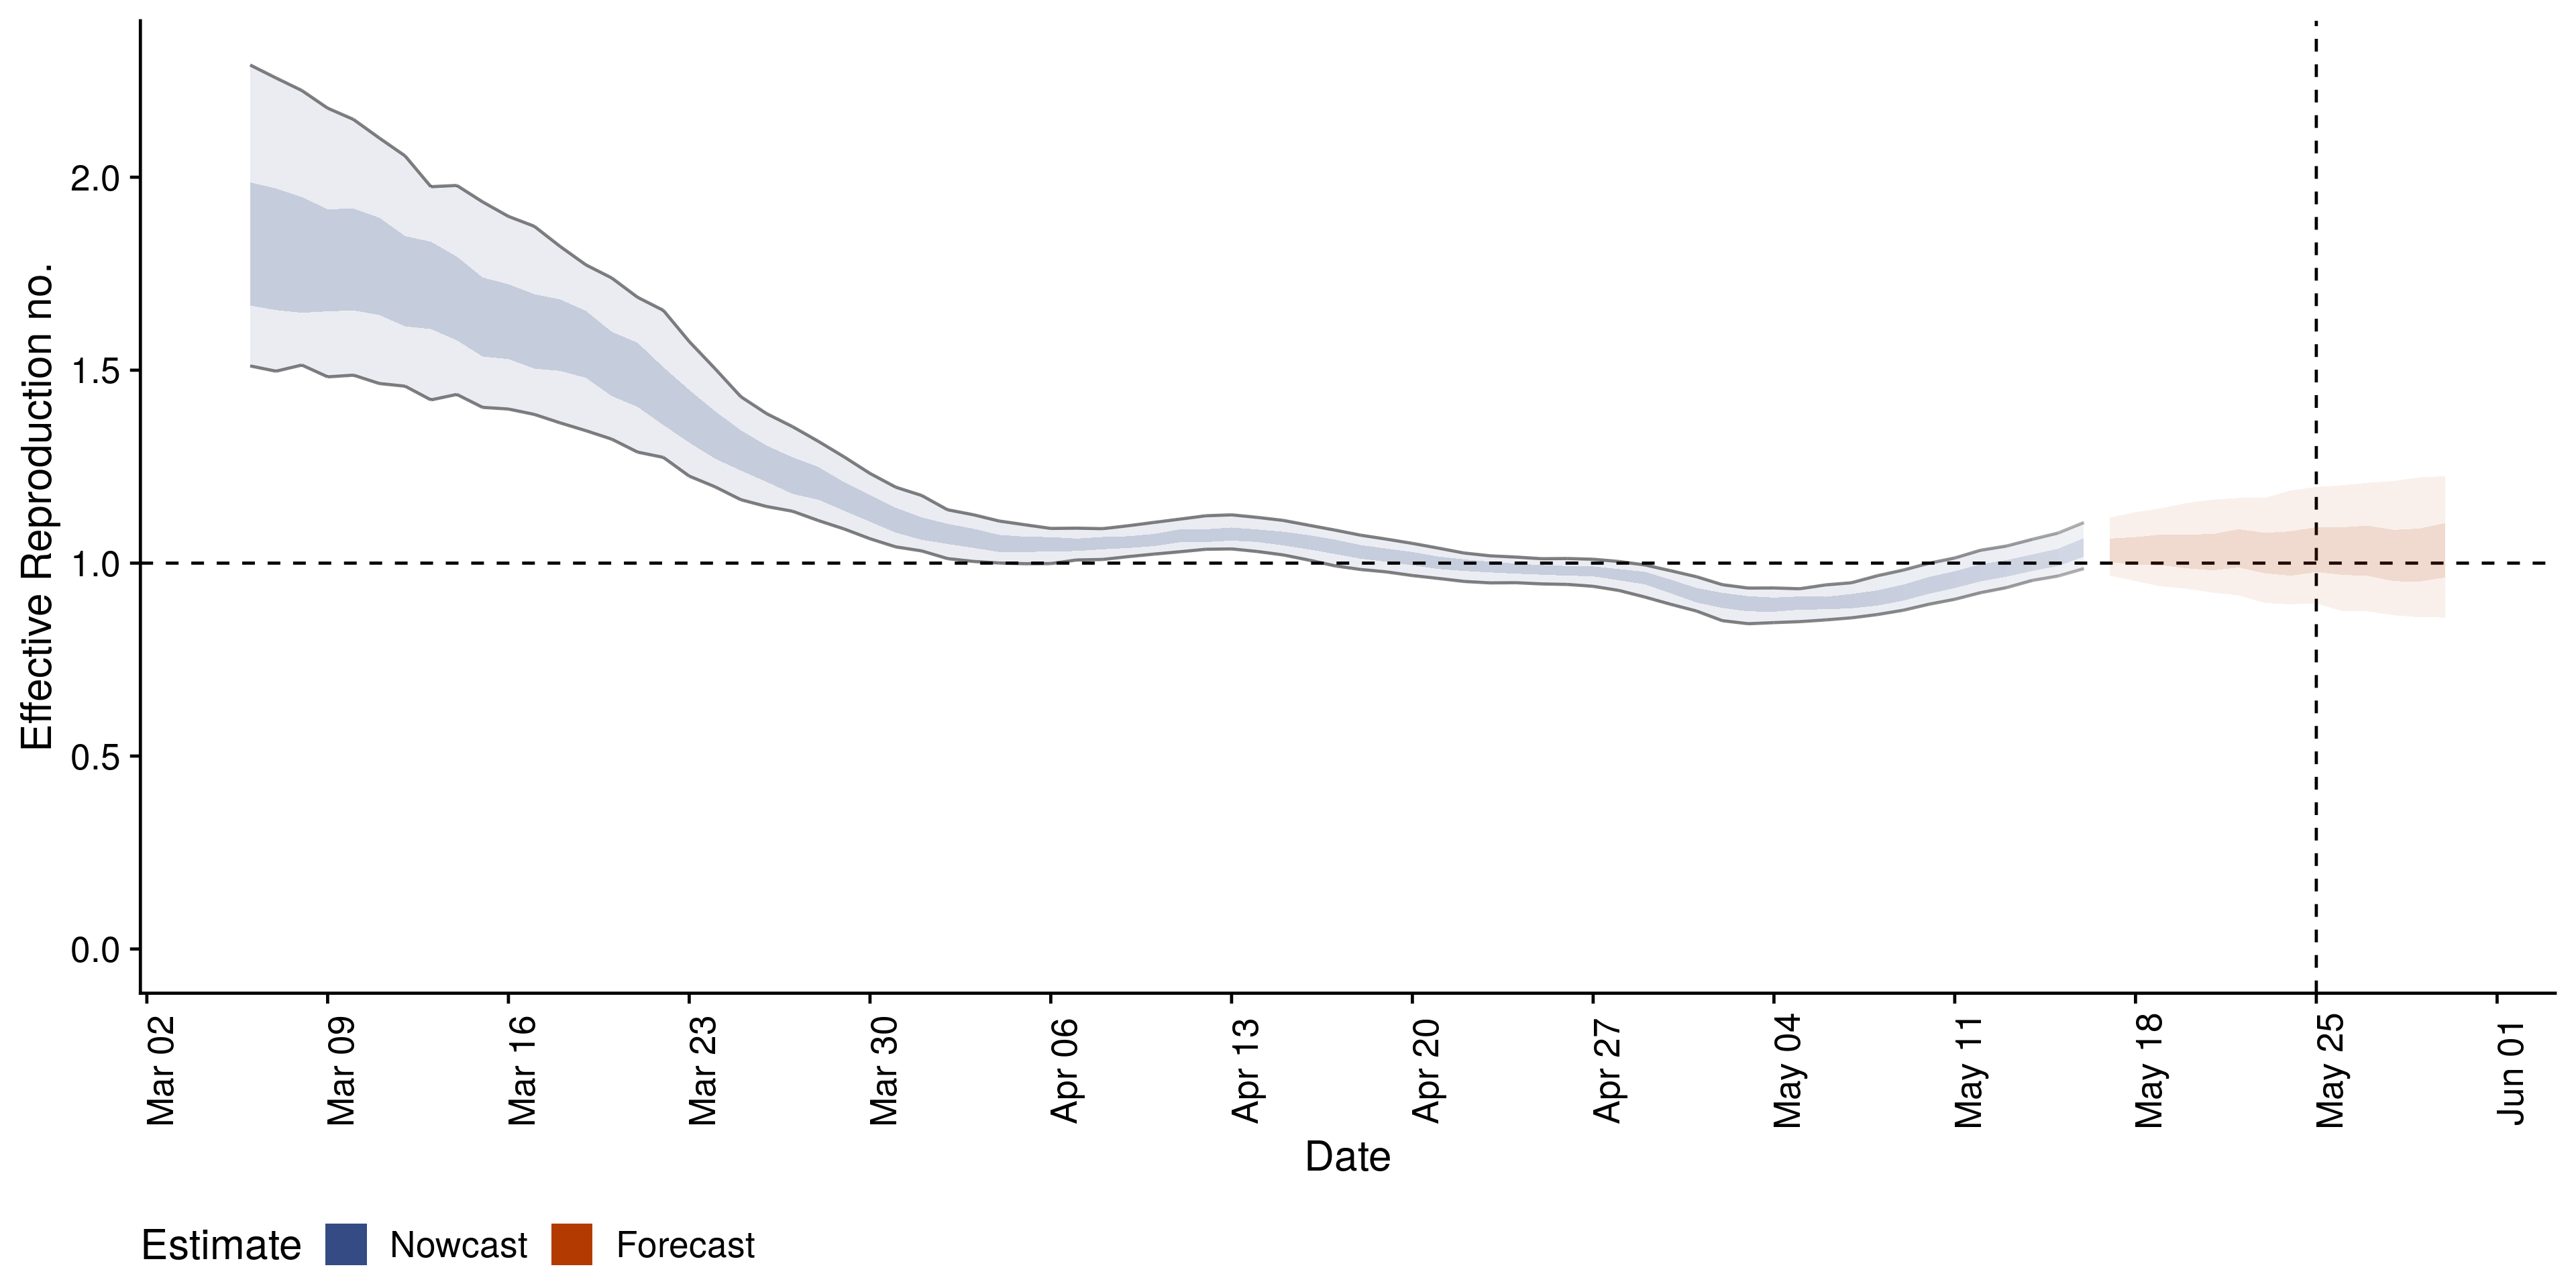 Effective Reproduction no.
2.0
1.5
1.0
0.5
0.0
Mar 02
Mar 09
Mar 16
Mar 23
Mar 30
Apr 06
Apr 13
Apr 20
Apr 27
May 04
May 11
May 18
May 25
Jun 01
Date
Estimate Nowcast Forecast